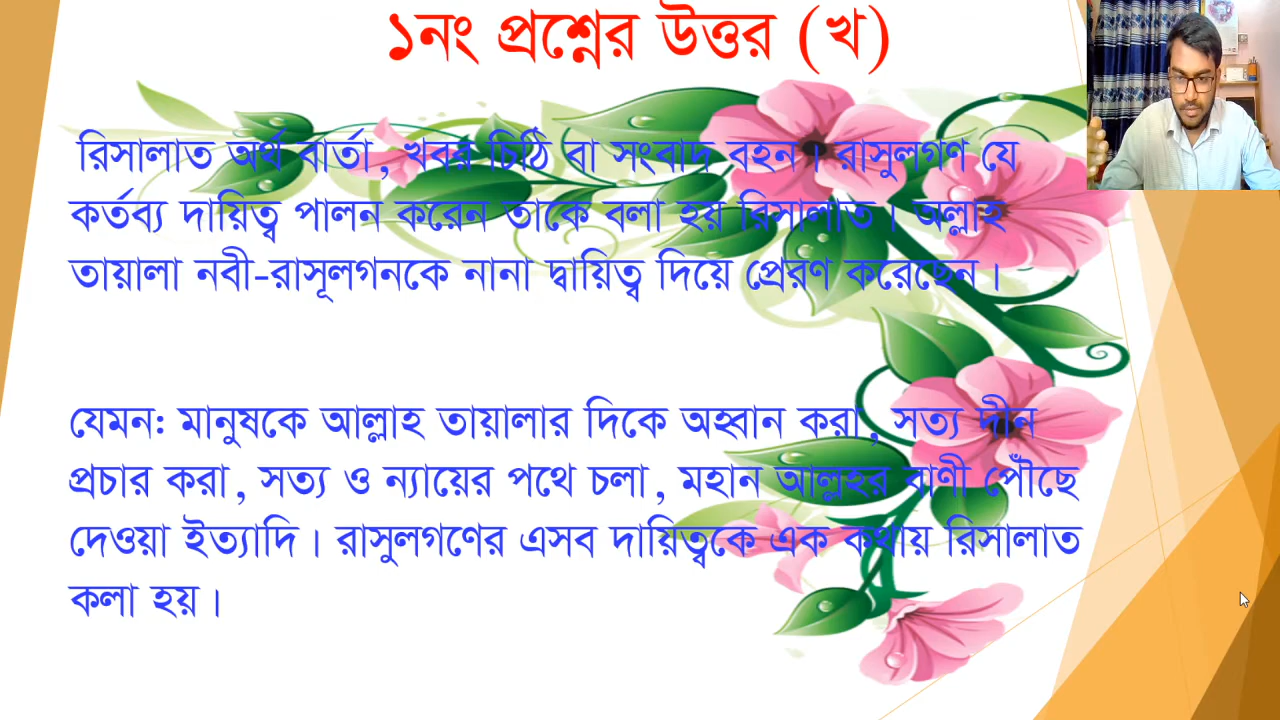 ১নং প্রশ্নের উত্তর (খ)
রিসালাত অর্থ বার্তা, খবর চিঠি বা সংবাদ বহন। রাসুলগণ যে
কর্তব্য দায়িত্ব পালন করেন তাকে বলা হয় রিসালাত। অল্লাহ
তায়ালা নবী-রাসূলগনকে নানা দ্বায়িত্ব দিয়ে প্রেরণ করেছেন।
যেমন: মানুষকে আল্লাহ তায়ালার দিকে অহ্বান করা, সত্য দীন
প্রচার করা, সত্য ও ন্যায়ের পথে চলা, মহান আল্লহর বাণী পৌঁছে
দেওয়া ইত্যাদি। রাসুলগণের এসব দায়িত্বকে এক কথায় রিসালাত
কলা হয়।